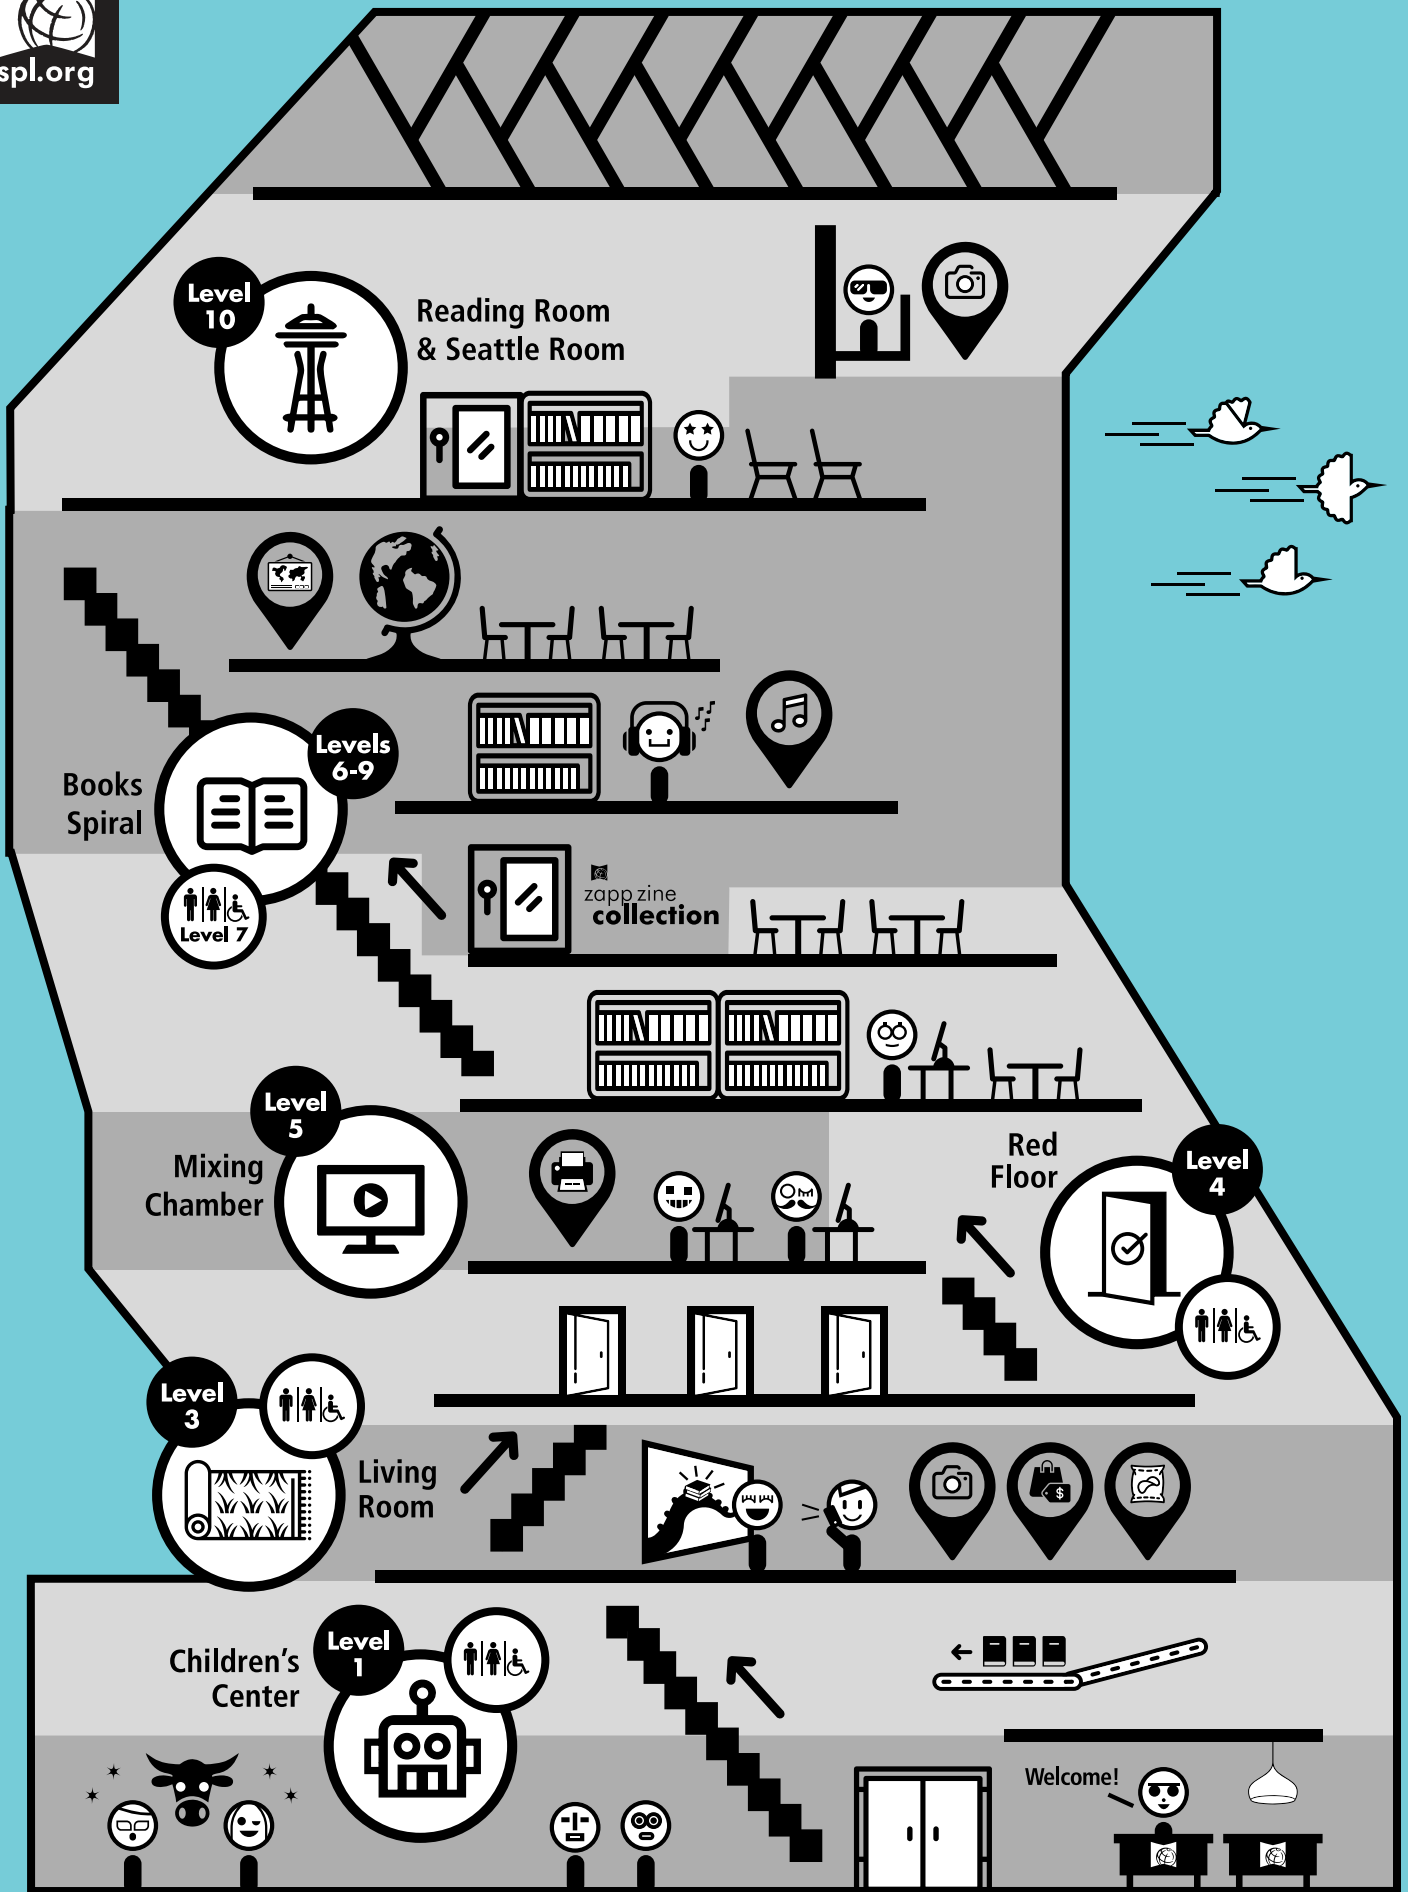 spl.org
Level
10
Reading Room
& Seattle Room
Levels
6-9
Books
Spiral
Level 7
zapp zine
collection
Level
5
Mixing
Chamber
Red
Floor
Level
4
Level
3
Living
Room
$
Level
1
Children's
Center
Welcome!